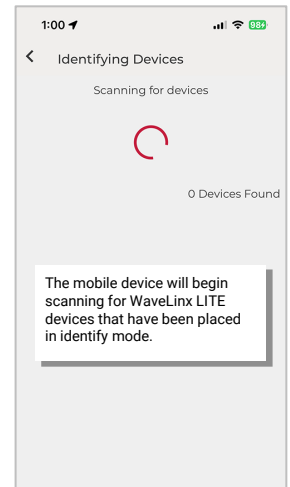 1:00
98
Identifying Devices
Scanning for devices
0 Devices Found
The mobile device will begin
scanning for WaveLinx LITE
devices that have been placed
in identify mode.